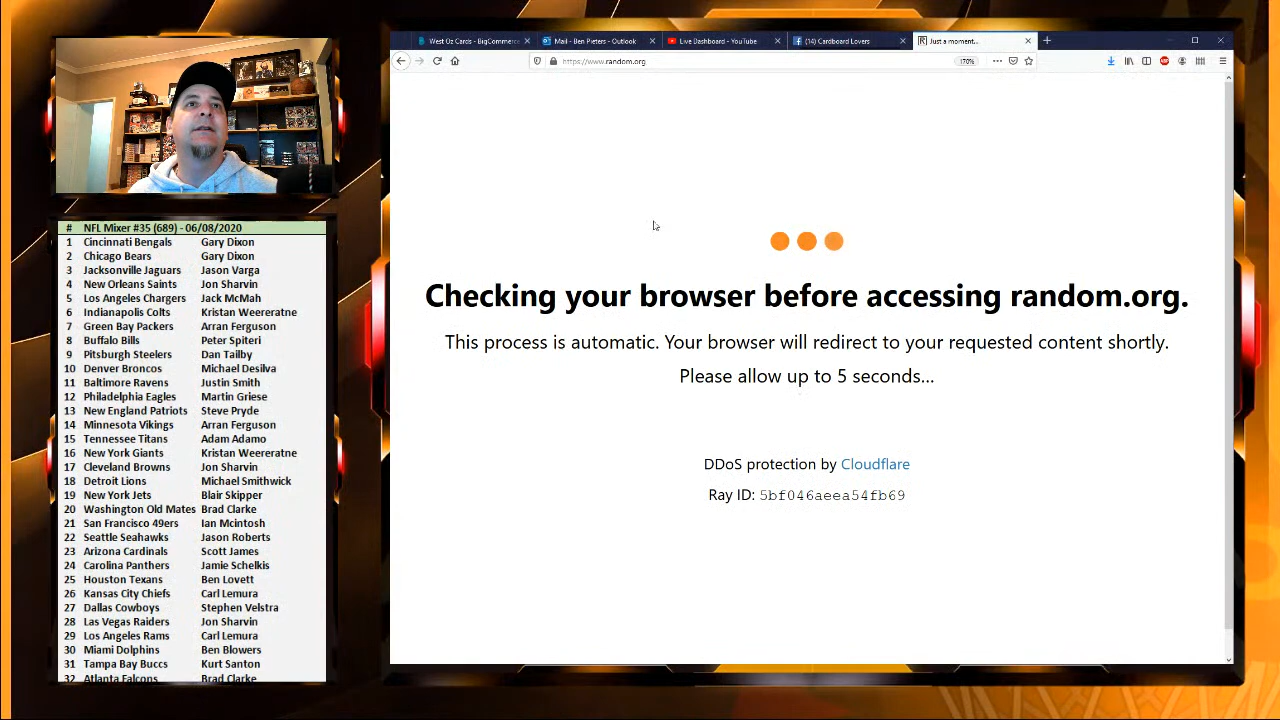 West Oz Cards - BigCommerce
Mail - Ben Pieters - Outlook
Live Dashboard - YouTube
(14) Cardboard Lovers
Just a moment...
https://www.random.org
170%
Checking your browser before accessing random.org.
This process is automatic. Your browser will redirect to your requested content shortly.
Please allow up to 5 seconds...
DDoS protection by Cloudflare
Ray ID: 5bf046aeea54fb69
# NFL Mixer #35 (689) - 06/08/2020
1 Cincinnati Bengals Gary Dixon
2 Chicago Bears Gary Dixon
3 Jacksonville Jaguars Jason Varga
4 New Orleans Saints Jon Sharvin
5 Los Angeles Chargers Jack McMah
6 Indianapolis Colts Kristan Weereratne
7 Green Bay Packers Arran Ferguson
8 Buffalo Bills Peter Spiteri
9 Pitsburgh Steelers Dan Tailby
10 Denver Broncos Michael Desilva
11 Baltimore Ravens Justin Smith
12 Philadelphia Eagles Martin Griese
13 New England Patriots Steve Pryde
14 Minnesota Vikings Arran Ferguson
15 Tennessee Titans Adam Adamo
16 New York Giants Kristan Weereratne
17 Cleveland Browns Jon Sharvin
18 Detroit Lions Michael Smithwick
19 New York Jets Blair Skipper
20 Washington Old Mates Brad Clarke
21 San Francisco 49ers Ian Mcintosh
22 Seattle Seahawks Jason Roberts
23 Arizona Cardinals Scott James
24 Carolina Panthers Jamie Schelkis
25 Houston Texans Ben Lovett
26 Kansas City Chiefs Carl Lemura
27 Dallas Cowboys Stephen Velstra
28 Las Vegas Raiders Jon Sharvin
29 Los Angeles Rams Carl Lemura
30 Miami Dolphins Ben Blowers
31 Tampa Bay Buccs Kurt Santon
32 Atlanta Falcons Brad Clarke